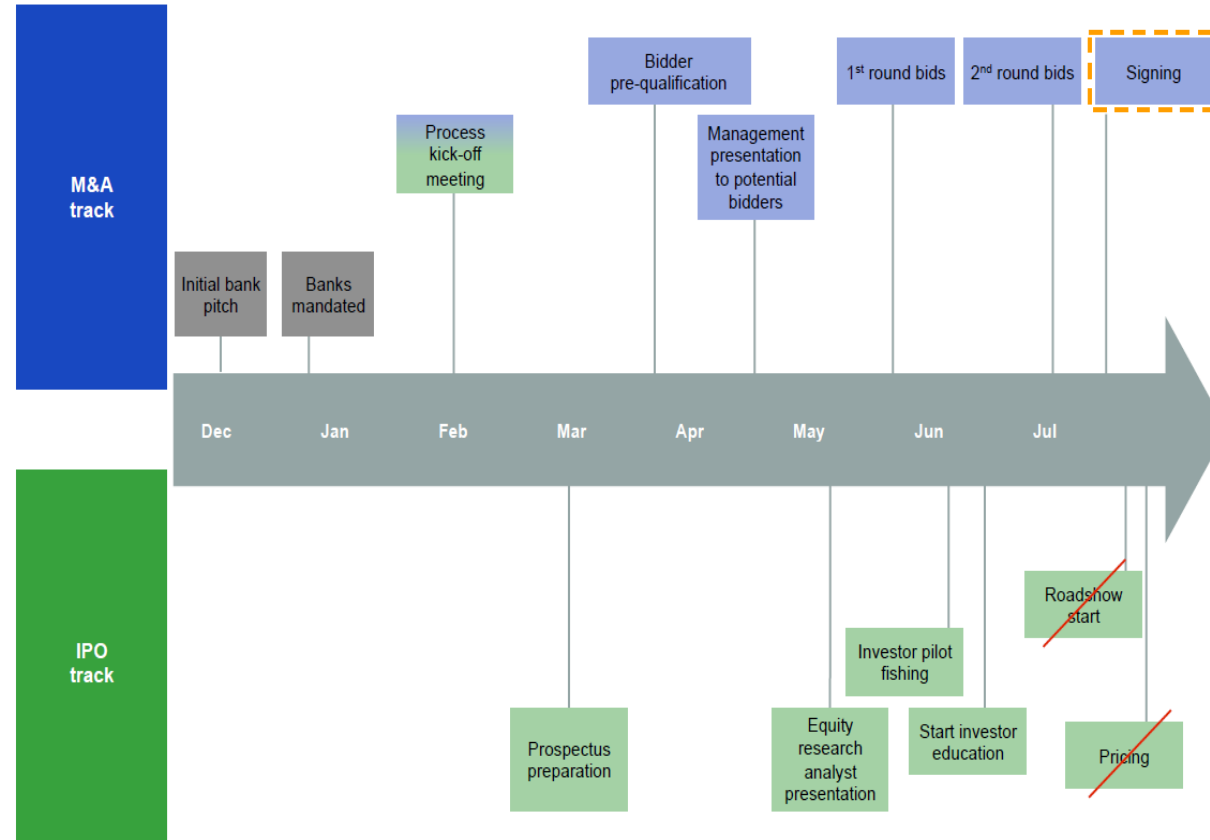 Bidder
pre-qualification
1st round bids
2nd round bids
Signing
Process
kick-off
meeting
Management
presentation
to potential
bidders
M&A
track
Initial bank
pitch
Banks
mandated
Dec
Jan
Feb
Mar
Apr
May
Jun
Jul
Roadshow
start
IPO
track
Investor pilot
fishing
Prospectus
preparation
Equity
research
analyst
presentation
Start investor
education
Pricing